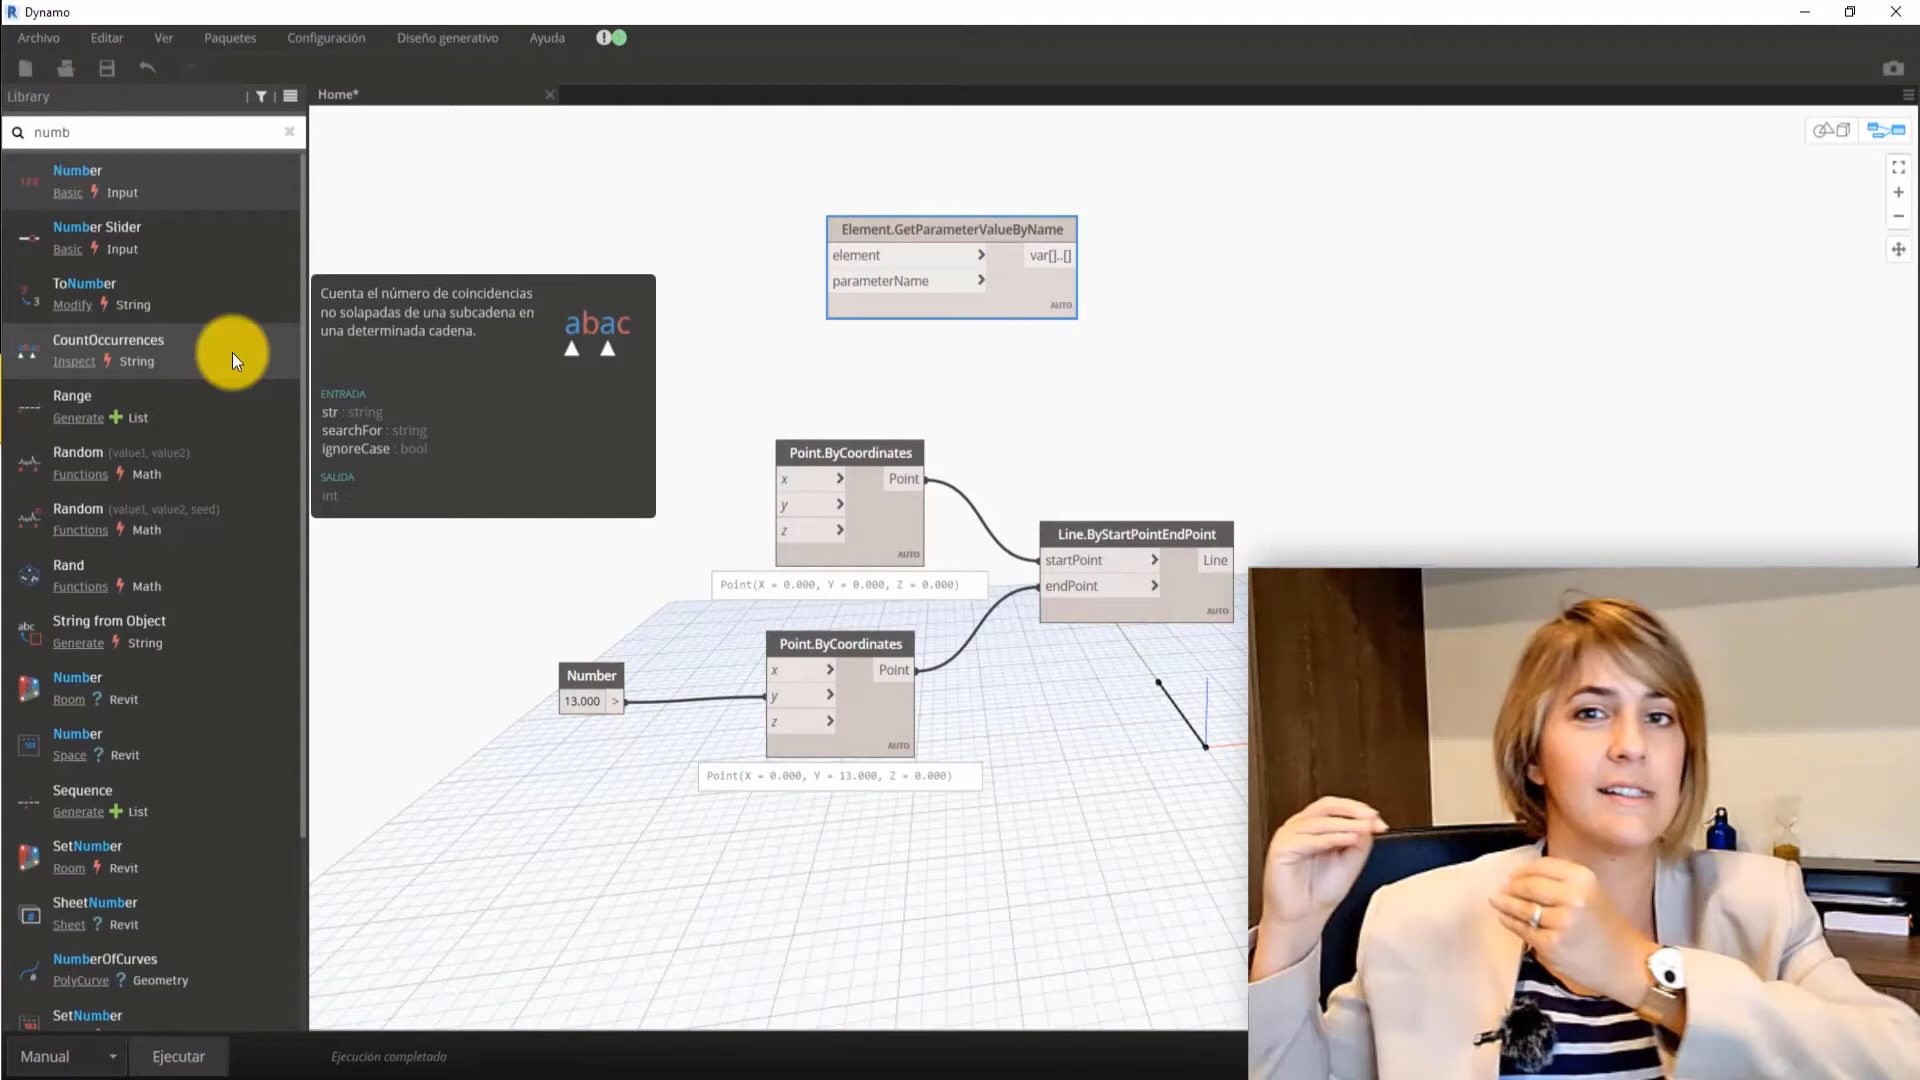 Dynamo
Archivo Editar Ver Paquetes Configuración Diseño generativo Ayuda
Library
Home*
numb
Number
Basic Input
Number Slider
Basic Input
ToNumber
Modify String
CountOccurrences
Inspect String
Range
Generate List
Random (value1, value2)
Functions Math
Random (value1, value2, seed)
Functions Math
Rand
Functions Math
String from Object
Generate String
Number
Room ? Revit
Number
Space ? Revit
Sequence
Generate List
SetNumber
Room Revit
SheetNumber
Sheet ? Revit
NumberOfCurves
PolyCurve ? Geometry
SetNumber
Cuenta el número de coincidencias
no solapadas de una subcadena en
una determinada cadena.
abac
ENTRADA
str : string
searchFor : string
ignoreCase : bool
SALIDA
int
Element.GetParameterValueByName
element > var[]..[]
parameterName >
AUTO
Point.ByCoordinates
x > Point
y >
z >
AUTO
Point(X = 0.000, Y = 0.000, Z = 0.000)
Line.ByStartPointEndPoint
startPoint > Line
endPoint >
AUTO
Number
13.000 >
Point.ByCoordinates
x > Point
y >
z >
AUTO
Point(X = 0.000, Y = 13.000, Z = 0.000)
Manual Ejecutar Ejecución completado